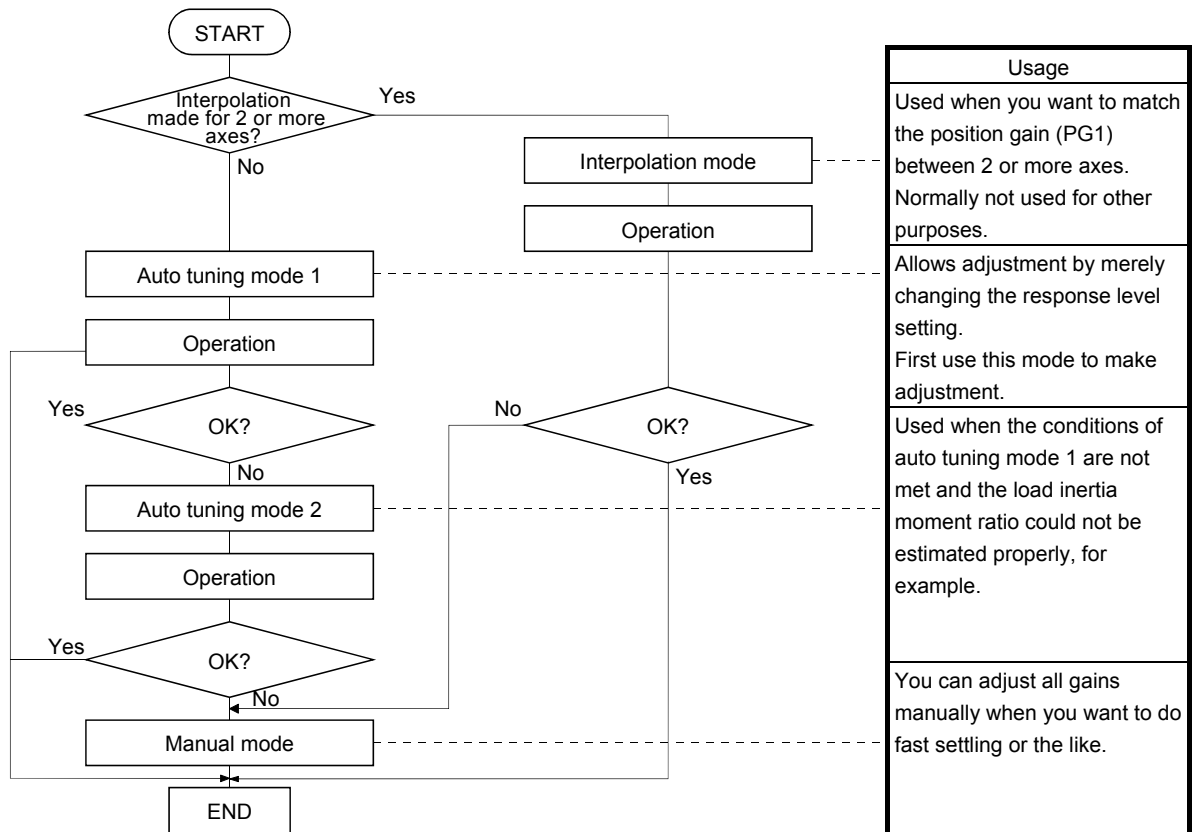 START
Interpolation
made for 2 or more
axes?
Yes
No
Interpolation mode
Operation
Auto tuning mode 1
Operation
Yes
OK?
No
No
OK?
Yes
Auto tuning mode 2
Operation
Yes
OK?
No
Manual mode
END
Usage
Used when you want to match
the position gain (PG1)
between 2 or more axes.
Normally not used for other
purposes.
Allows adjustment by merely
changing the response level
setting.
First use this mode to make
adjustment.
Used when the conditions of
auto tuning mode 1 are not
met and the load inertia
moment ratio could not be
estimated properly, for
example.
You can adjust all gains
manually when you want to do
fast settling or the like.